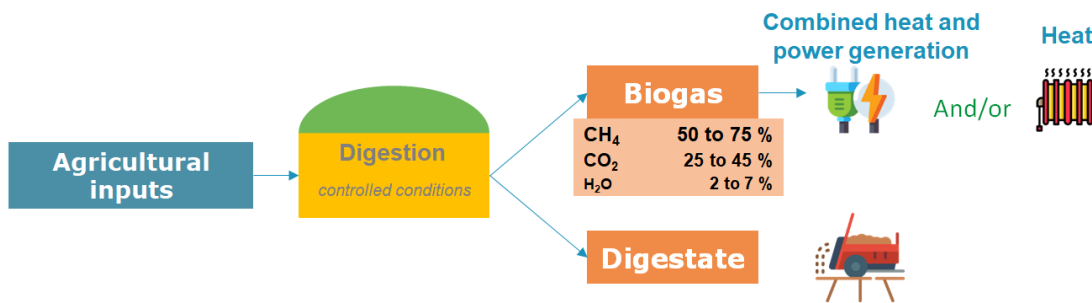 Combined heat and
power generation
Heat
Biogas
And/or
CH₄ 50 to 75 %
CO₂ 25 to 45 %
H₂O 2 to 7 %
Agricultural
inputs
Digestion
controlled conditions
Digestate